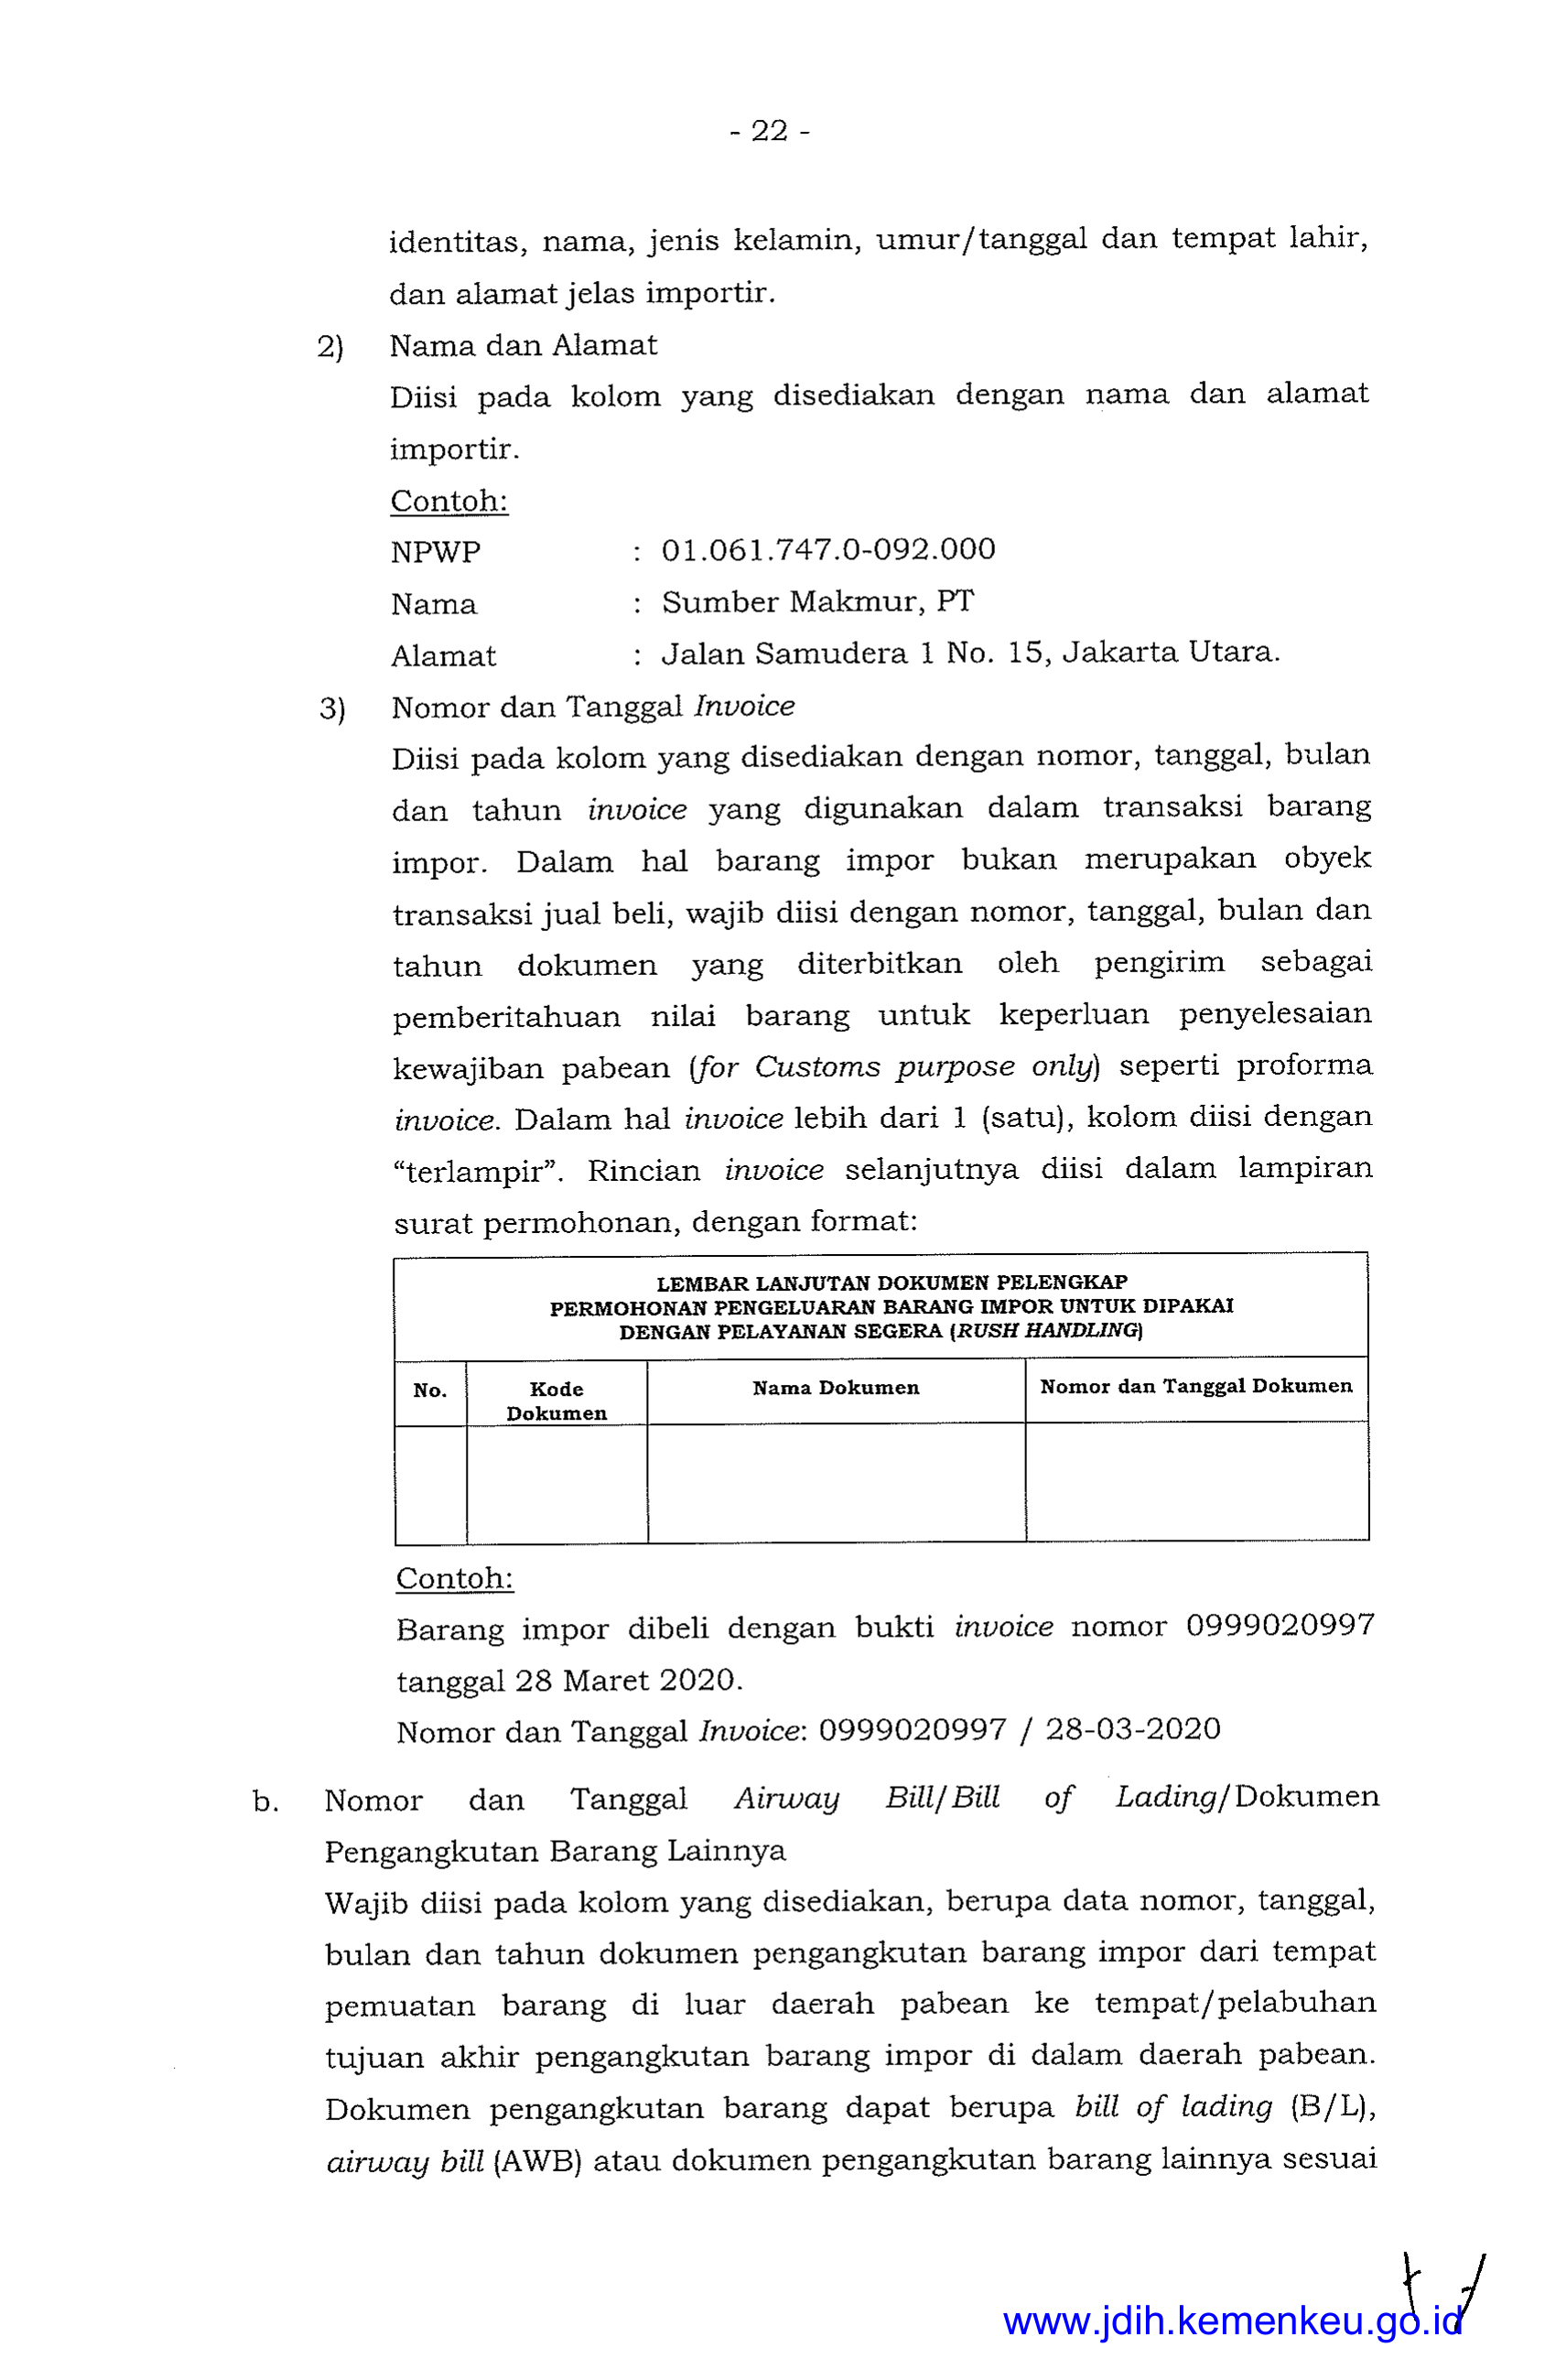 - 22 -
identitas, nama, jenis kelamin, umur/tanggal dan tempat lahir,
dan alamat jelas importir.
2) Nama dan Alamat
Diisi pada kolom yang disediakan dengan nama dan alamat
importir.
Contoh:
NPWP : 01.061.747.0-092.000
Nama : Sumber Makmur, PT
Alamat : Jalan Samudera 1 No. 15, Jakarta Utara.
3) Nomor dan Tanggal Invoice
Diisi pada kolom yang disediakan dengan nomor, tanggal, bulan
dan tahun invoice yang digunakan dalam transaksi barang
impor. Dalam hal barang impor bukan merupakan obyek
transaksi jual beli, wajib diisi dengan nomor, tanggal, bulan dan
tahun dokumen yang diterbitkan oleh pengirim sebagai
pemberitahuan nilai barang untuk keperluan penyelesaian
kewajiban pabean (for Customs purpose only) seperti proforma
invoice. Dalam hal invoice lebih dari 1 (satu), kolom diisi dengan
“terlampir”. Rincian invoice selanjutnya diisi dalam lampiran
surat permohonan, dengan format:
LEMBAR LANJUTAN DOKUMEN PELENGKAP
PERMOHONAN PENGELUARAN BARANG IMPOR UNTUK DIPAKAI
DENGAN PELAYANAN SEGERA (RUSH HANDLING)
No. Kode Nama Dokumen Nomor dan Tanggal Dokumen
Dokumen
Contoh:
Barang impor dibeli dengan bukti invoice nomor 0999020997
tanggal 28 Maret 2020.
Nomor dan Tanggal Invoice: 0999020997 / 28-03-2020
b. Nomor dan Tanggal Airway Bill/Bill of Lading/Dokumen
Pengangkutan Barang Lainnya
Wajib diisi pada kolom yang disediakan, berupa data nomor, tanggal,
bulan dan tahun dokumen pengangkutan barang impor dari tempat
pemuatan barang di luar daerah pabean ke tempat/pelabuhan
tujuan akhir pengangkutan barang impor di dalam daerah pabean.
Dokumen pengangkutan barang dapat berupa bill of lading (B/L),
airway bill (AWB) atau dokumen pengangkutan barang lainnya sesuai
www.jdih.kemenkeu.go.id